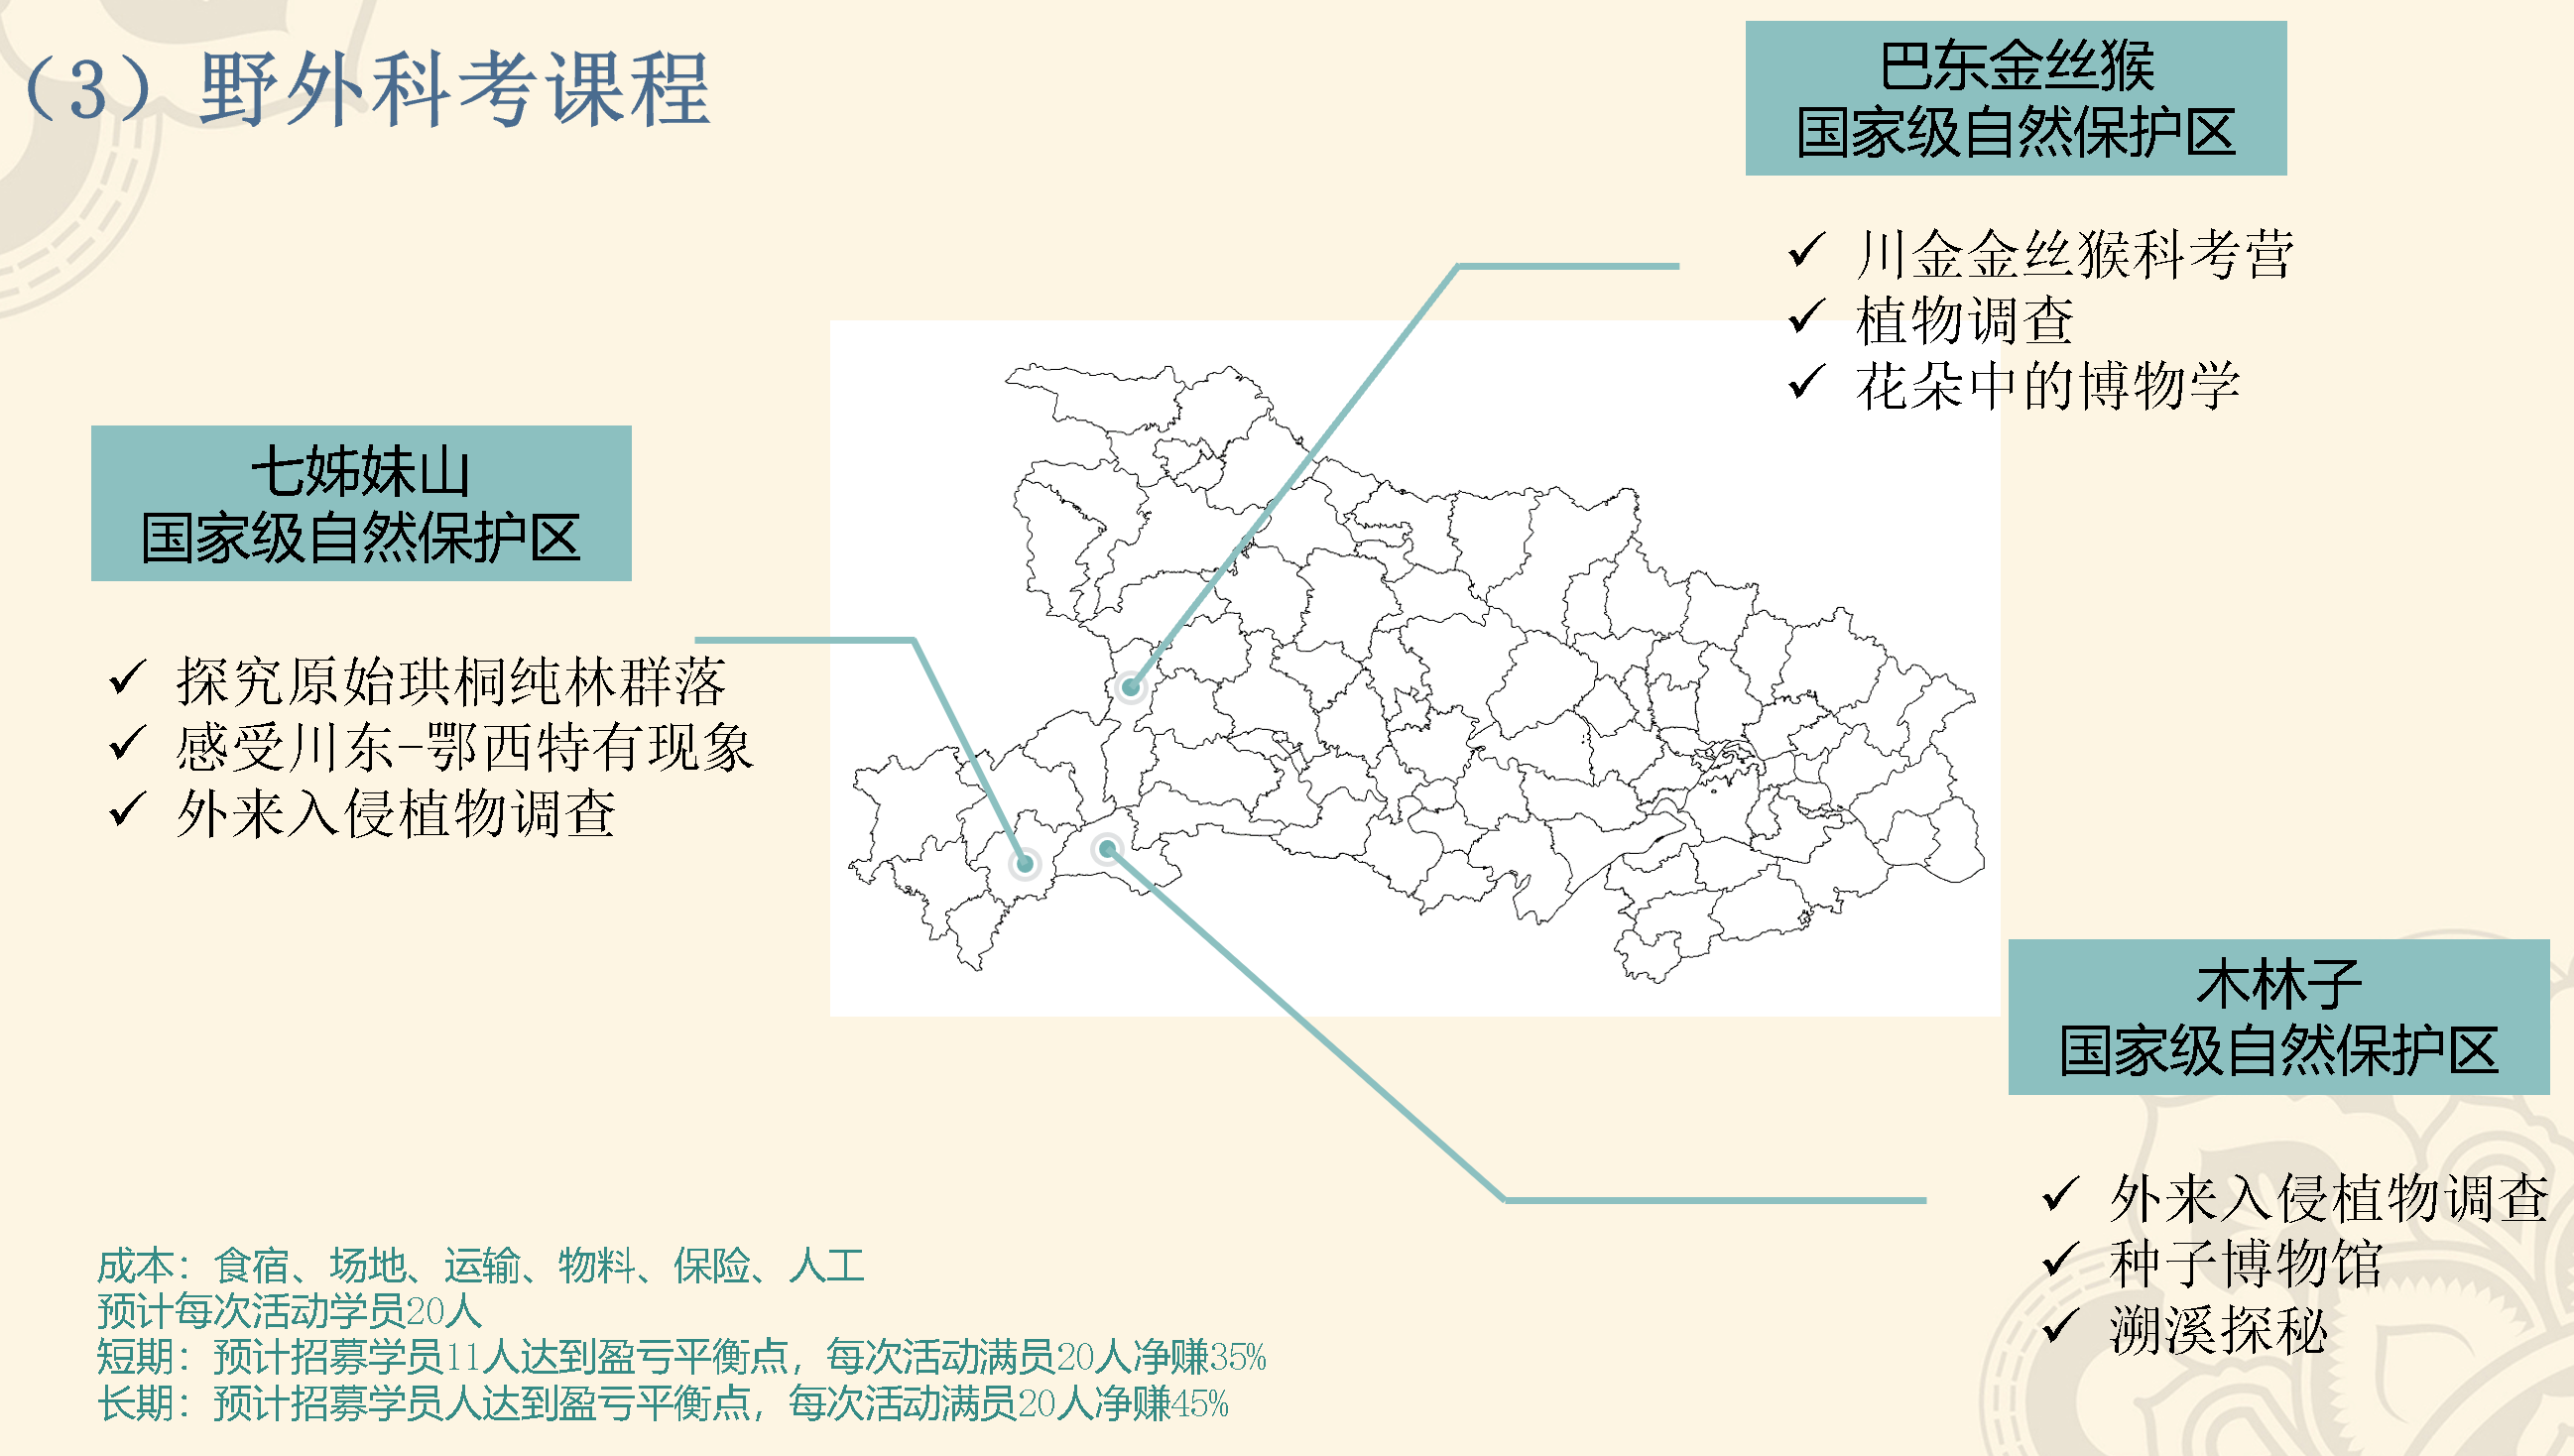 （3）野外科考课程
巴东金丝猴
国家级自然保护区
✓ 川金金丝猴科考营
✓ 植物调查
✓ 花朵中的博物学
七姊妹山
国家级自然保护区
✓ 探究原始珙桐纯林群落
✓ 感受川东-鄂西特有现象
✓ 外来入侵植物调查
木林子
国家级自然保护区
✓ 外来入侵植物调查
✓ 种子博物馆
✓ 溯溪探秘
成本：食宿、场地、运输、物料、保险、人工
预计每次活动学员20人
短期：预计招募学员11人达到盈亏平衡点，每次活动满员20人净赚35%
长期：预计招募学员人达到盈亏平衡点，每次活动满员20人净赚45%